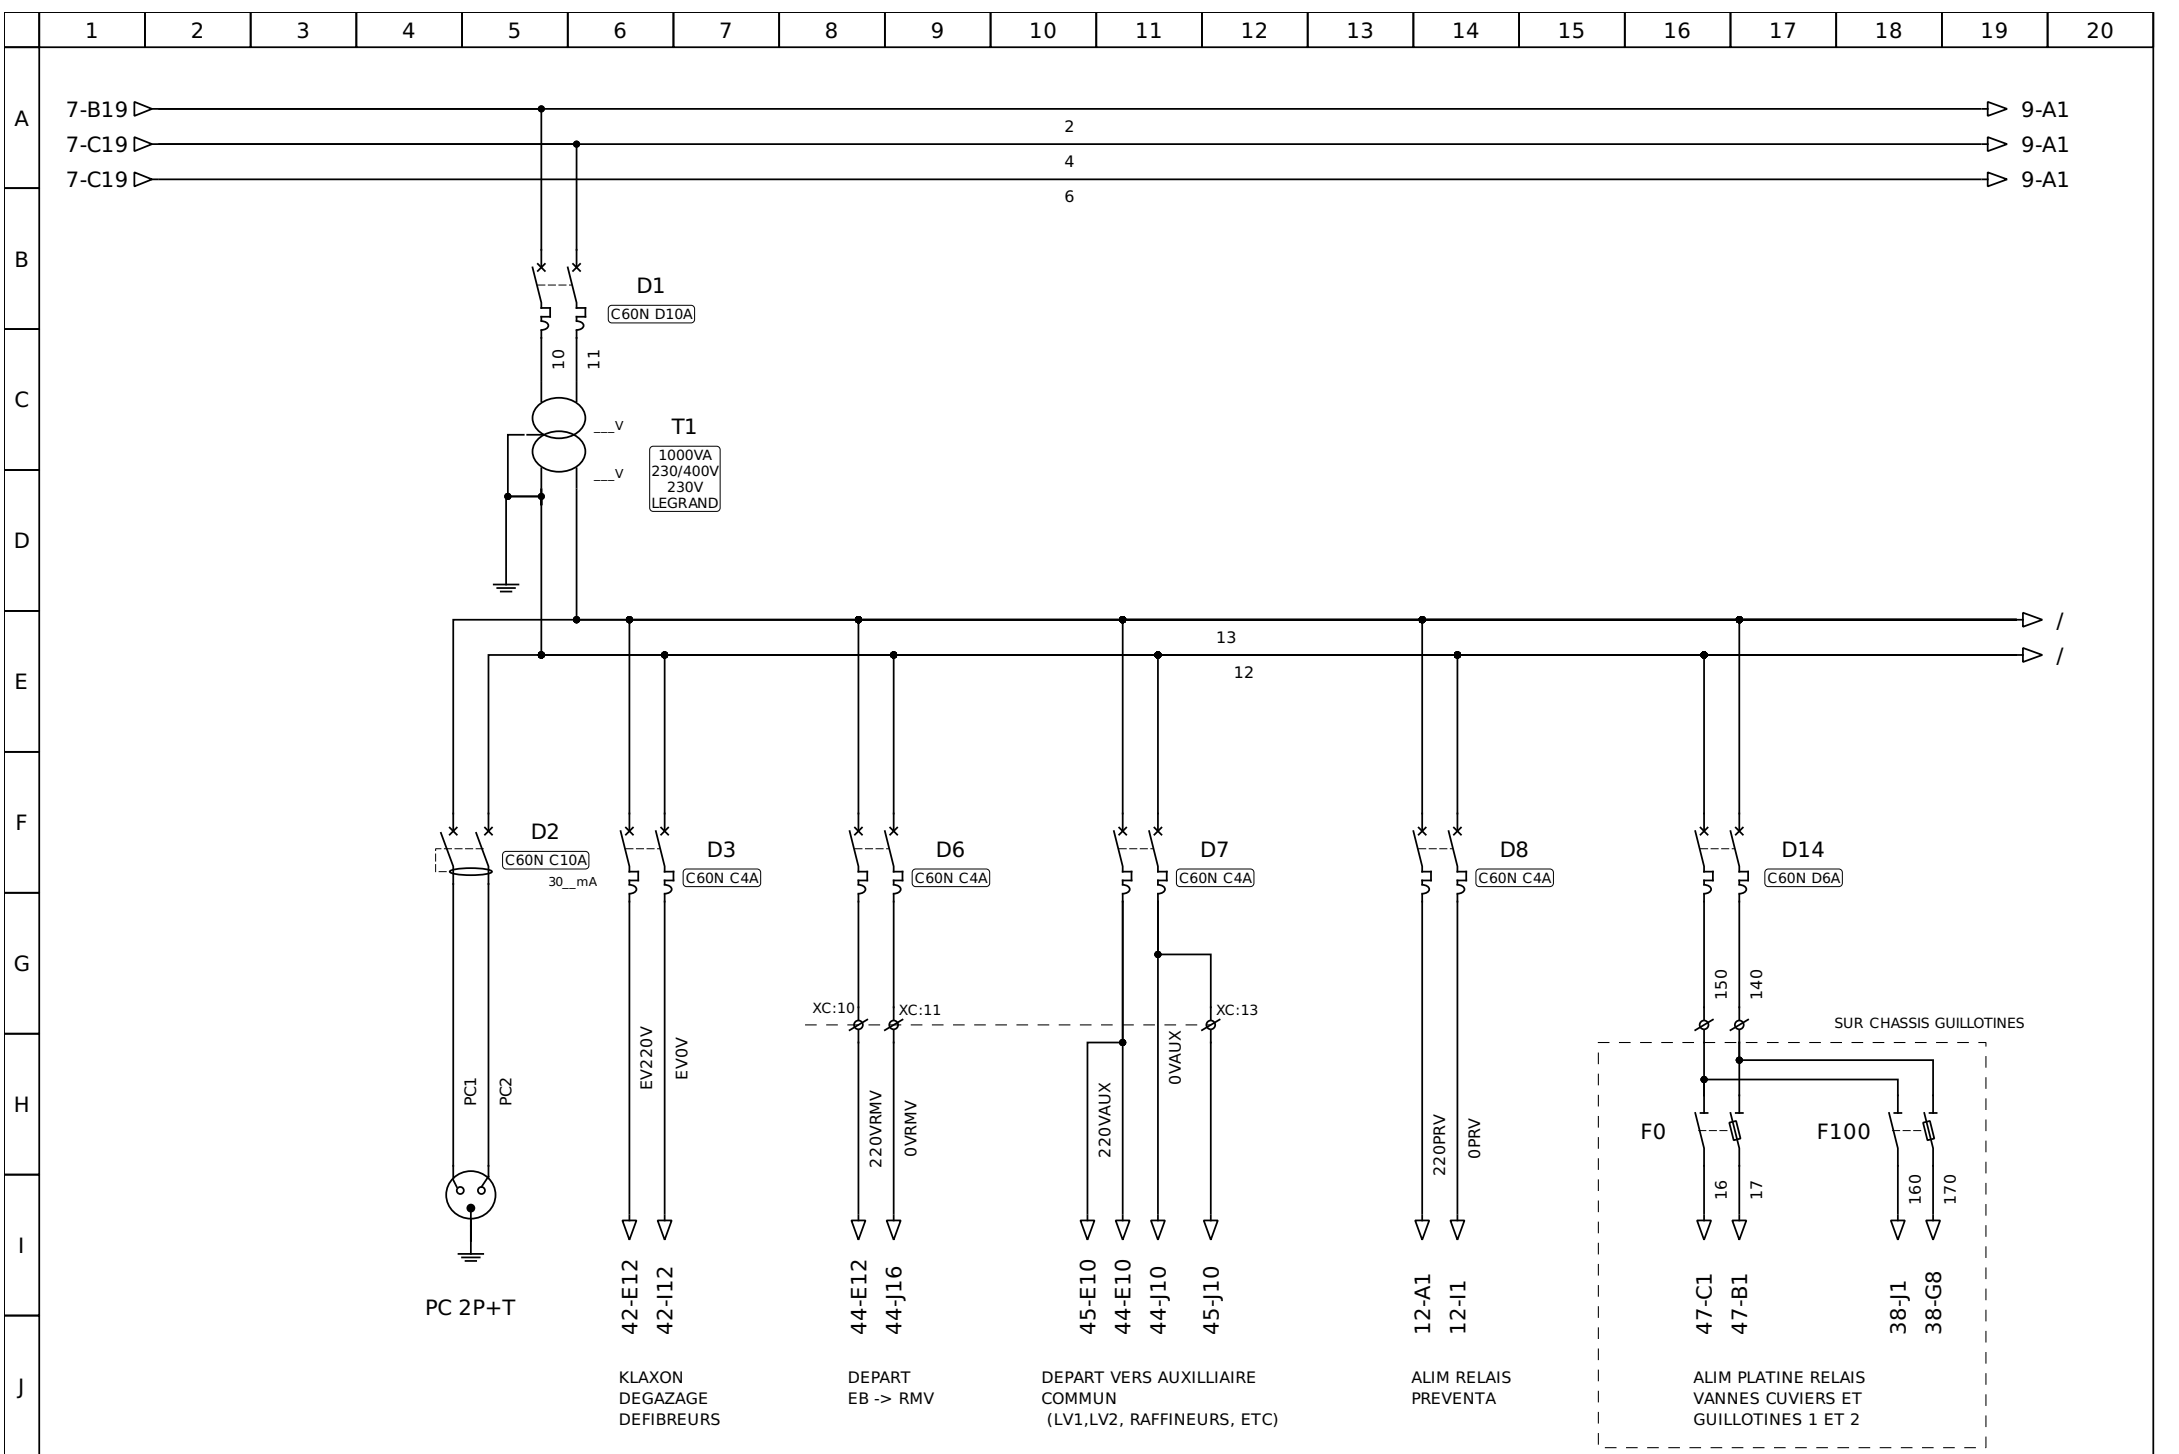 1 2 3 4 5 6 7 8 9 10 11 12 13 14 15 16 17 18 19 20
A
7-B19 9-A1
2
7-C19 9-A1
4
7-C19 9-A1
6
B
D1
C60N D10A
10 11
C
T1
___V
___V
1000VA
230/400V
230V
LEGRAND
D
13 /
12 /
E
F
D2
C60N C10A
30__mA
D3
C60N C4A
D6
C60N C4A
D7
C60N C4A
D8
C60N C4A
D14
C60N D6A
G
XC:10 XC:11 XC:13
150 140
SUR CHASSIS GUILLOTINES
H
PC1 PC2
EV220V EV0V
220VRMV 0VRMV
220VAUX 0VAUX
220PRV 0PRV
F0 F100
16 17 160 170
I
PC 2P+T
42-E12
42-I12
44-E12
44-J16
45-E10
44-E10
44-J10
45-J10
12-A1
12-I1
47-C1
47-B1
38-J1
38-G8
J
KLAXON
DEGAZAGE
DEFIBREURS
DEPART
EB -> RMV
DEPART VERS AUXILLIAIRE
COMMUN
(LV1,LV2, RAFFINEURS, ETC)
ALIM RELAIS
PREVENTA
ALIM PLATINE RELAIS
VANNES CUVIERS ET
GUILLOTINES 1 ET 2